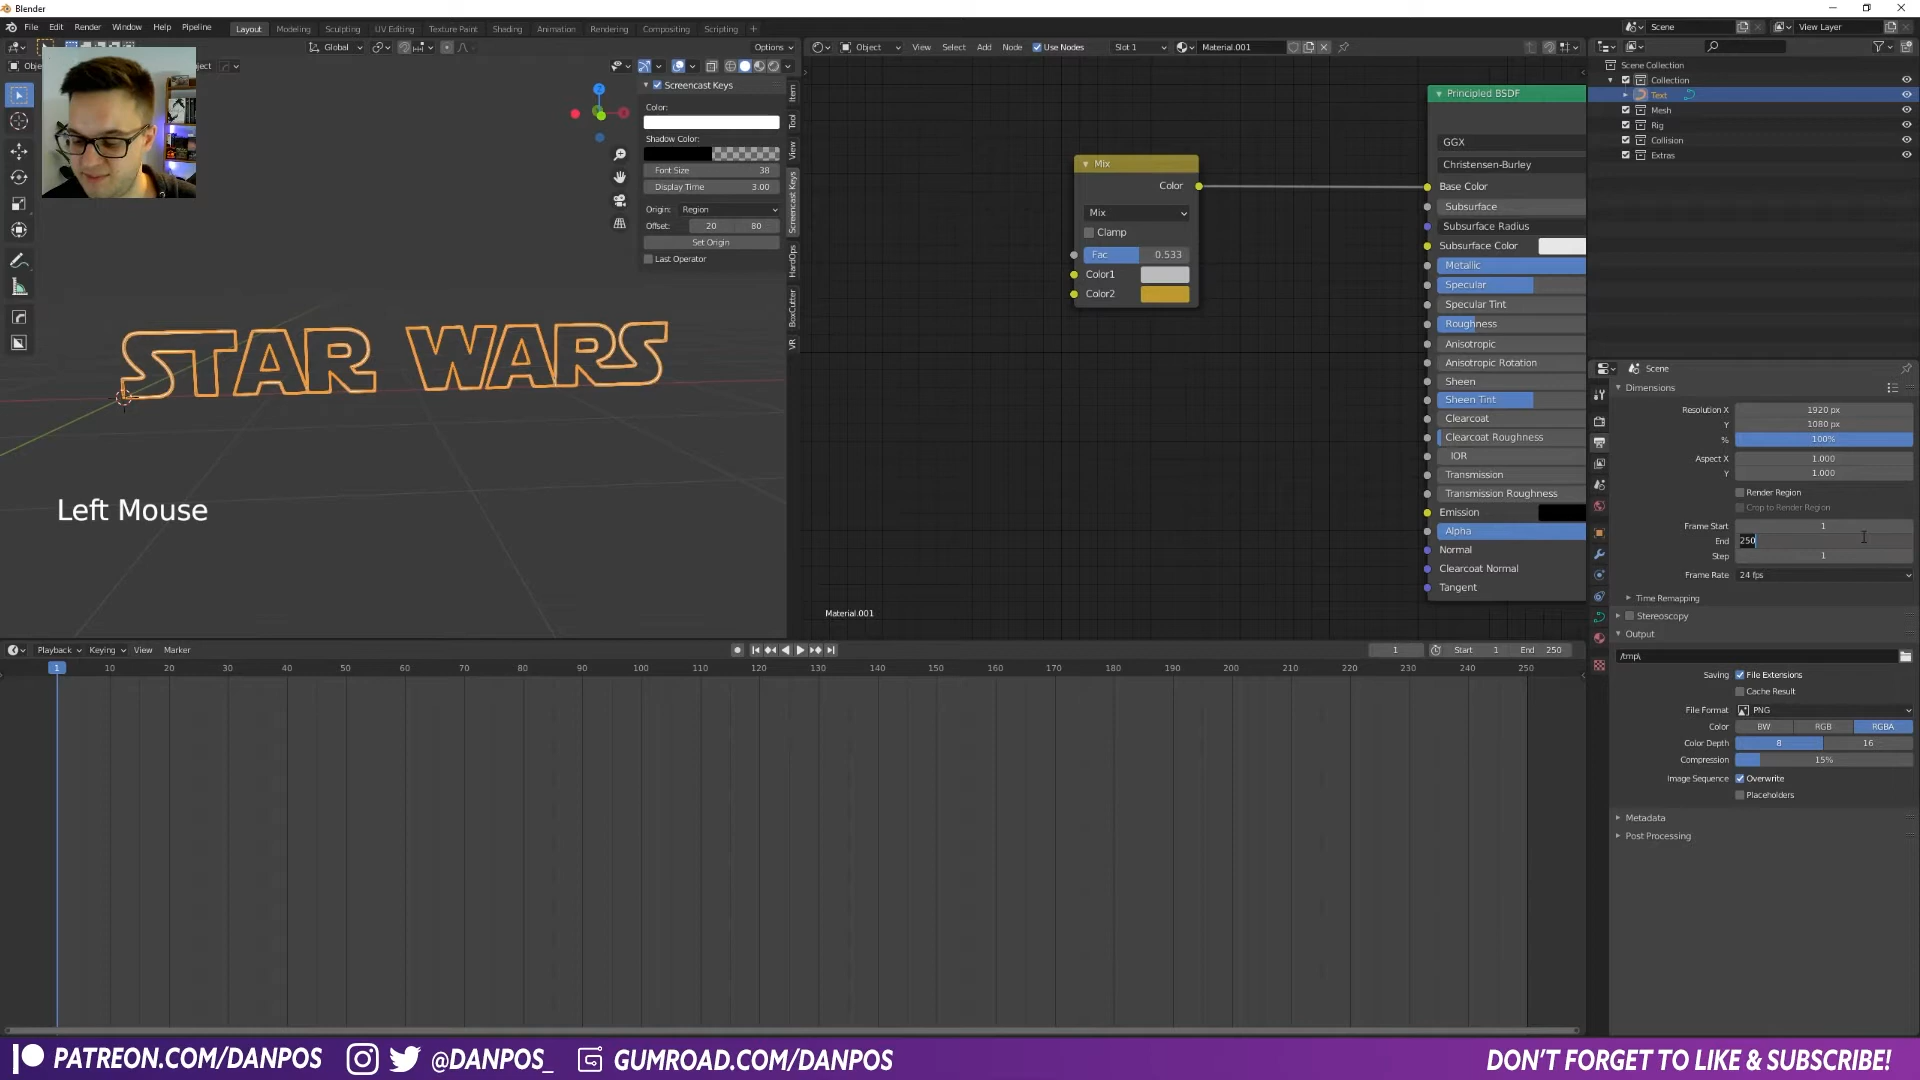 Blender
File Edit Render Window Help Pipeline
Layout Modeling Sculpting UV Editing Texture Paint Shading Animation Rendering Compositing Scripting +
Scene
View Layer
Global
Options
Object View Select Add Node Use Nodes Slot 1 Material.001
Obje
ject
Screencast Keys
Color:
Shadow Color:
Font Size 38
Display Time 3.00
Origin: Region
Offset: 20 80
Set Origin
Last Operator
Item
Tool
View
Screencast Keys
HardOps
BoxCutter
VR
Z
STAR WARS
Left Mouse
Mix
Color
Mix
Clamp
Fac 0.533
Color1
Color2
Principled BSDF
GGX
Christensen-Burley
Base Color
Subsurface
Subsurface Radius
Subsurface Color
Metallic
Specular
Specular Tint
Roughness
Anisotropic
Anisotropic Rotation
Sheen
Sheen Tint
Clearcoat
Clearcoat Roughness
IOR
Transmission
Transmission Roughness
Emission
Alpha
Normal
Clearcoat Normal
Tangent
Material.001
Scene Collection
Collection
Text
Mesh
Rig
Collision
Extras
Scene
Dimensions
Resolution X 1920 px
Y 1080 px
% 100%
Aspect X 1.000
Y 1.000
Render Region
Crop to Render Region
Frame Start 1
End 250
Step 1
Frame Rate 24 fps
Time Remapping
Stereoscopy
Output
/tmp\
Saving File Extensions
Cache Result
File Format PNG
Color BW RGB RGBA
Color Depth 8 16
Compression 15%
Image Sequence Overwrite
Placeholders
Metadata
Post Processing
Playback Keying View Marker
1 Start 1 End 250
1 10 20 30 40 50 60 70 80 90 100 110 120 130 140 150 160 170 180 190 200 210 220 230 240 250
PATREON.COM/DANPOS @DANPOS_ GUMROAD.COM/DANPOS DON'T FORGET TO LIKE & SUBSCRIBE!